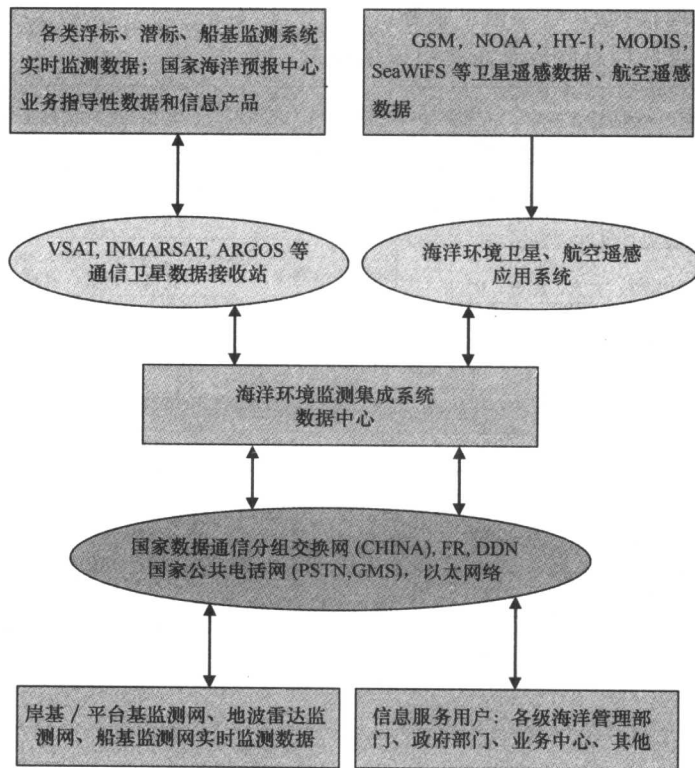 各类浮标、潜标、船基监测系统
实时监测数据；国家海洋预报中心
业务指导性数据和信息产品
GSM, NOAA, HY-1, MODIS,
SeaWiFS 等卫星遥感数据、航空遥感
数据
VSAT, INMARSAT, ARGOS 等
通信卫星数据接收站
海洋环境卫星、航空遥感
应用系统
海洋环境监测集成系统
数据中心
国家数据通信分组交换网 (CHINA), FR, DDN
国家公共电话网 (PSTN,GMS)，以太网络
岸基 / 平台基监测网、地波雷达监
测网、船基监测网实时监测数据
信息服务用户：各级海洋管理部
门、政府部门、业务中心、其他